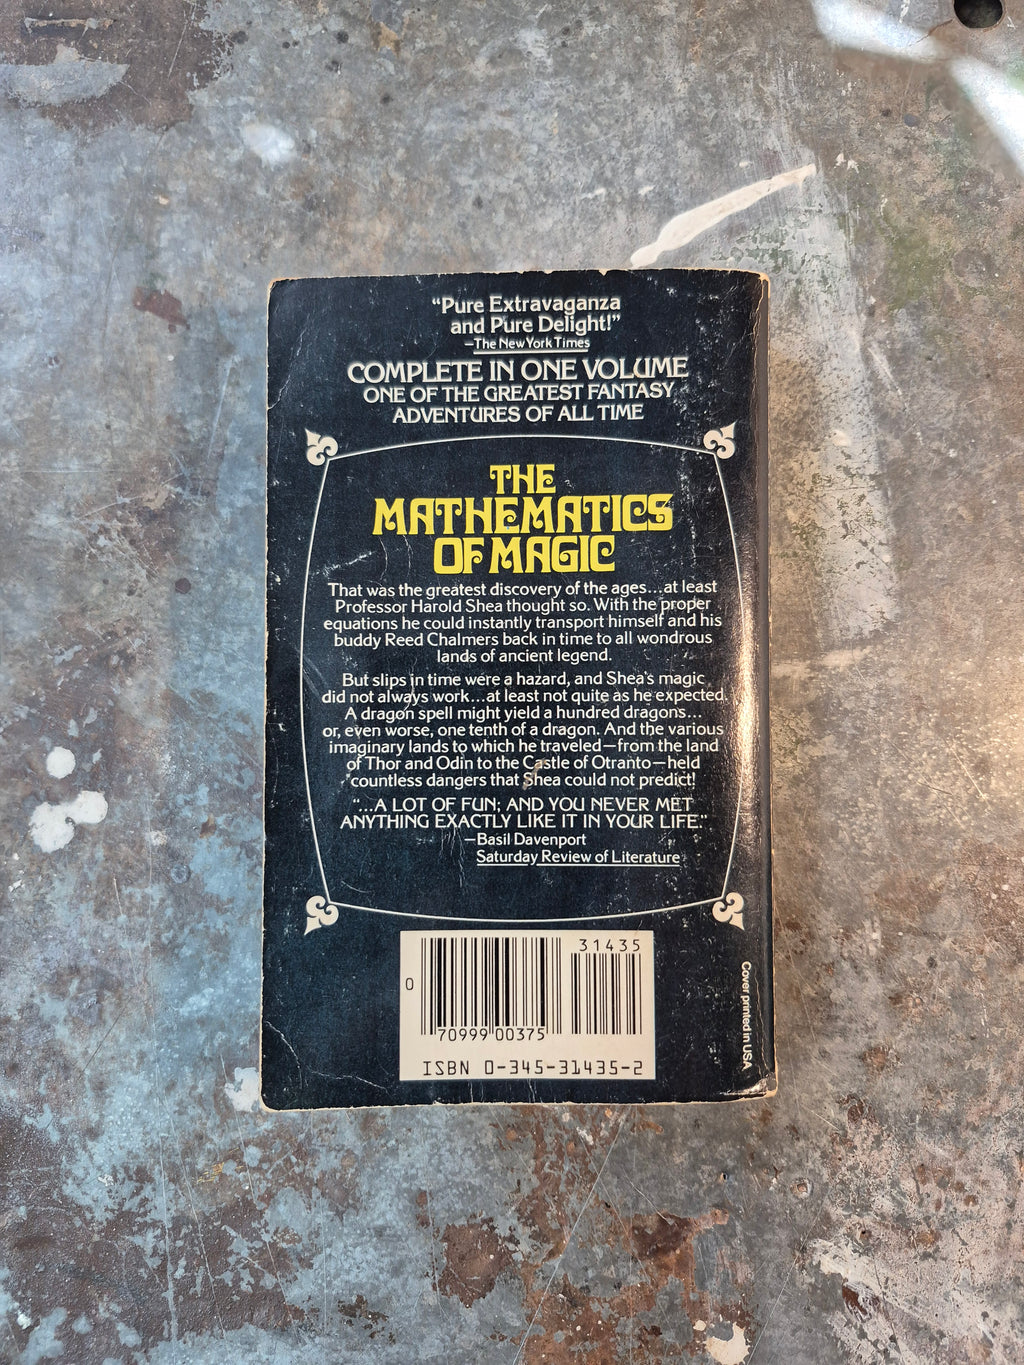 “Pure Extravaganza
and Pure Delight!”
—The New York Times
COMPLETE IN ONE VOLUME
ONE OF THE GREATEST FANTASY
ADVENTURES OF ALL TIME
THE
MATHEMATICS
OF MAGIC
That was the greatest discovery of the ages...at least
Professor Harold Shea thought so. With the proper
equations he could instantly transport himself and his
buddy Reed Chalmers back in time to all wondrous
lands of ancient legend.
But slips in time were a hazard, and Shea's magic
did not always work...at least not quite as he expected.
A dragon spell might yield a hundred dragons...
or, even worse, one tenth of a dragon. And the various
imaginary lands to which he traveled—from the land
of Thor and Odin to the Castle of Otranto—held
countless dangers that Shea could not predict!
“...A LOT OF FUN; AND YOU NEVER MET
ANYTHING EXACTLY LIKE IT IN YOUR LIFE.”
—Basil Davenport
Saturday Review of Literature
31435
0
70999 00375
ISBN 0-345-31435-2
Cover printed in USA